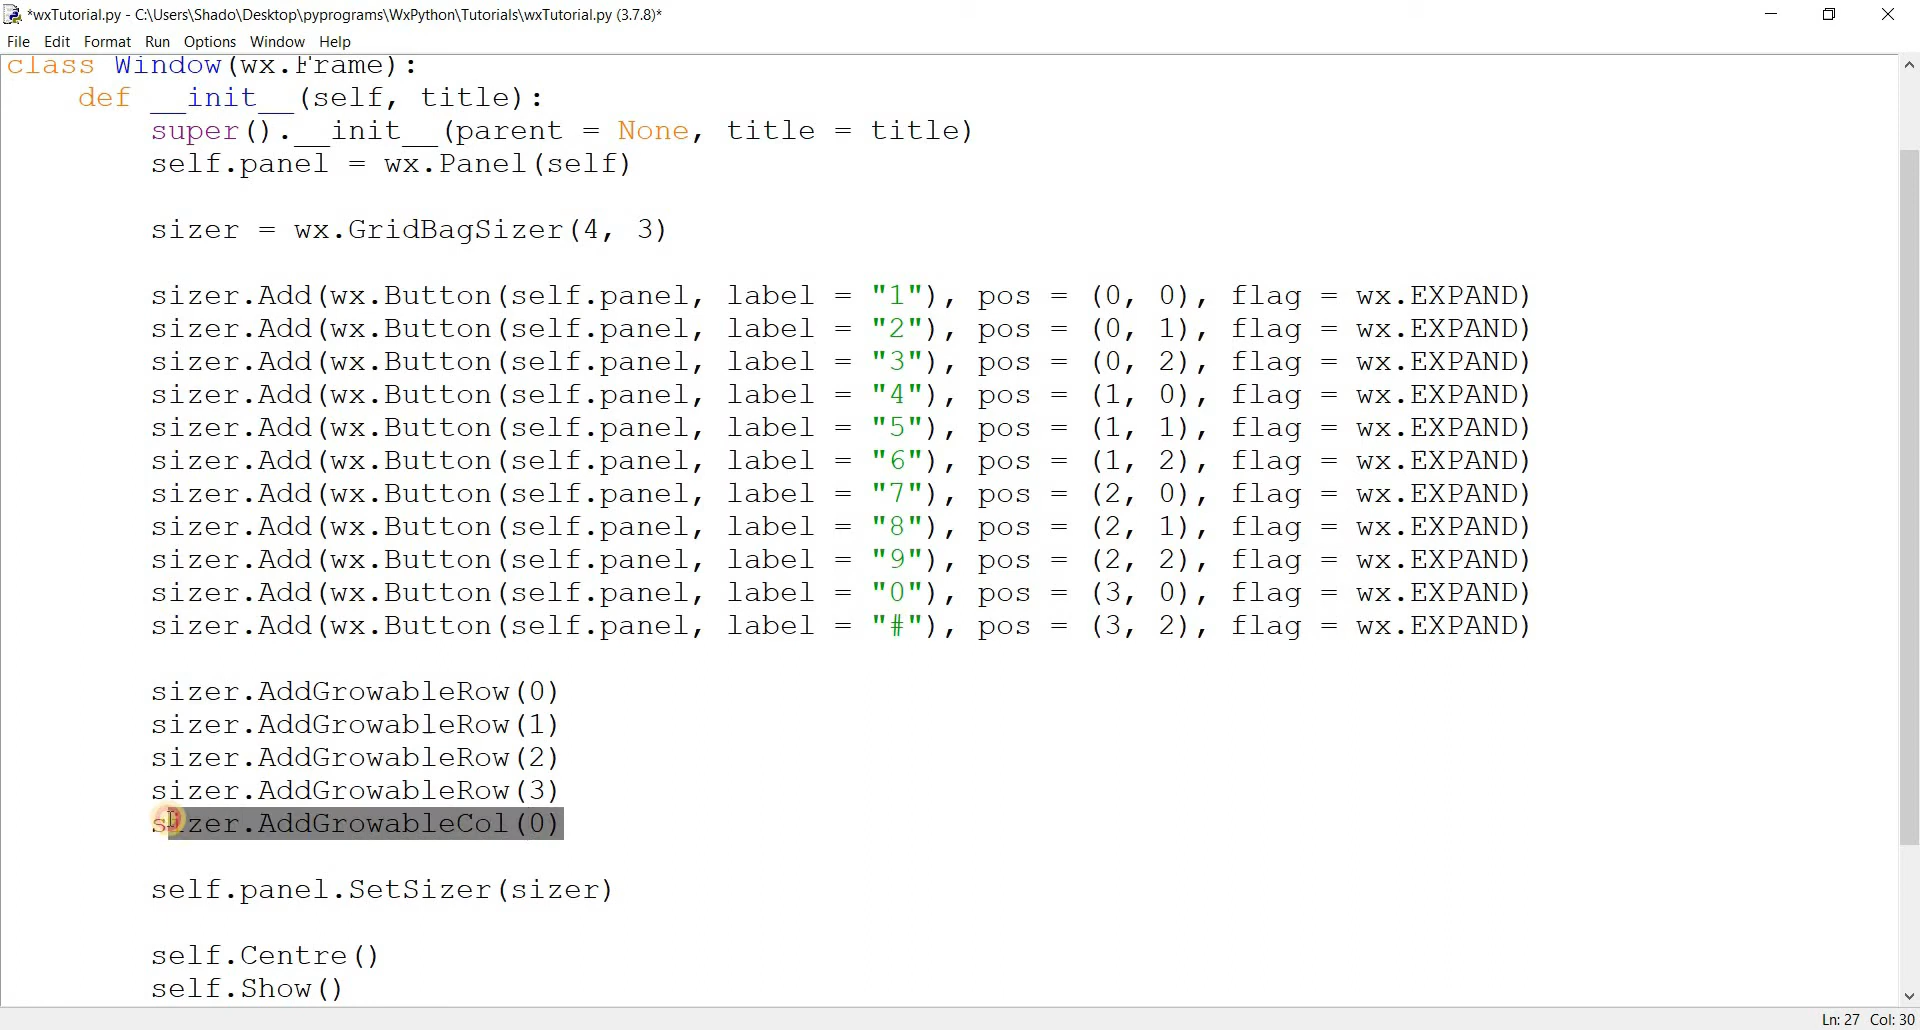 *wxTutorial.py - C:\Users\Shado\Desktop\pyprograms\WxPython\Tutorials\wxTutorial.py (3.7.8)*
File Edit Format Run Options Window Help
class Window(wx.Frame):
    def __init__(self, title):
        super().__init__(parent = None, title = title)
        self.panel = wx.Panel(self)
        sizer = wx.GridBagSizer(4, 3)
        sizer.Add(wx.Button(self.panel, label = "1"), pos = (0, 0), flag = wx.EXPAND)
        sizer.Add(wx.Button(self.panel, label = "2"), pos = (0, 1), flag = wx.EXPAND)
        sizer.Add(wx.Button(self.panel, label = "3"), pos = (0, 2), flag = wx.EXPAND)
        sizer.Add(wx.Button(self.panel, label = "4"), pos = (1, 0), flag = wx.EXPAND)
        sizer.Add(wx.Button(self.panel, label = "5"), pos = (1, 1), flag = wx.EXPAND)
        sizer.Add(wx.Button(self.panel, label = "6"), pos = (1, 2), flag = wx.EXPAND)
        sizer.Add(wx.Button(self.panel, label = "7"), pos = (2, 0), flag = wx.EXPAND)
        sizer.Add(wx.Button(self.panel, label = "8"), pos = (2, 1), flag = wx.EXPAND)
        sizer.Add(wx.Button(self.panel, label = "9"), pos = (2, 2), flag = wx.EXPAND)
        sizer.Add(wx.Button(self.panel, label = "0"), pos = (3, 0), flag = wx.EXPAND)
        sizer.Add(wx.Button(self.panel, label = "#"), pos = (3, 2), flag = wx.EXPAND)
        sizer.AddGrowableRow(0)
        sizer.AddGrowableRow(1)
        sizer.AddGrowableRow(2)
        sizer.AddGrowableRow(3)
        sizer.AddGrowableCol(0)
        self.panel.SetSizer(sizer)
        self.Centre()
        self.Show()
Ln: 27 Col: 30